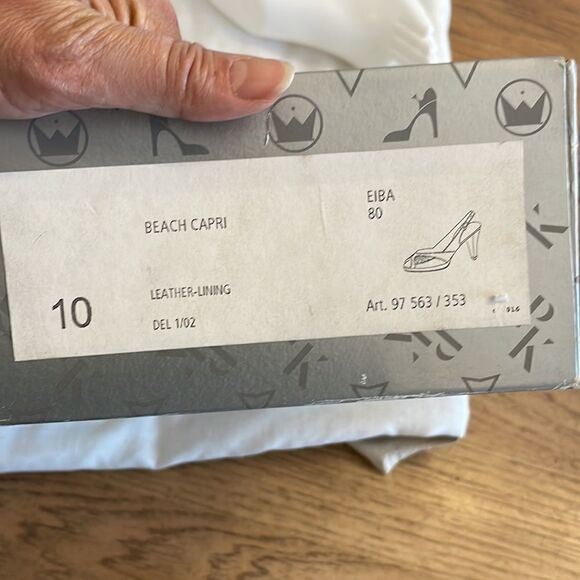 BEACH CAPRI
EIBA
80
10
LEATHER-LINING
DEL 1/02
Art. 97 563 / 353